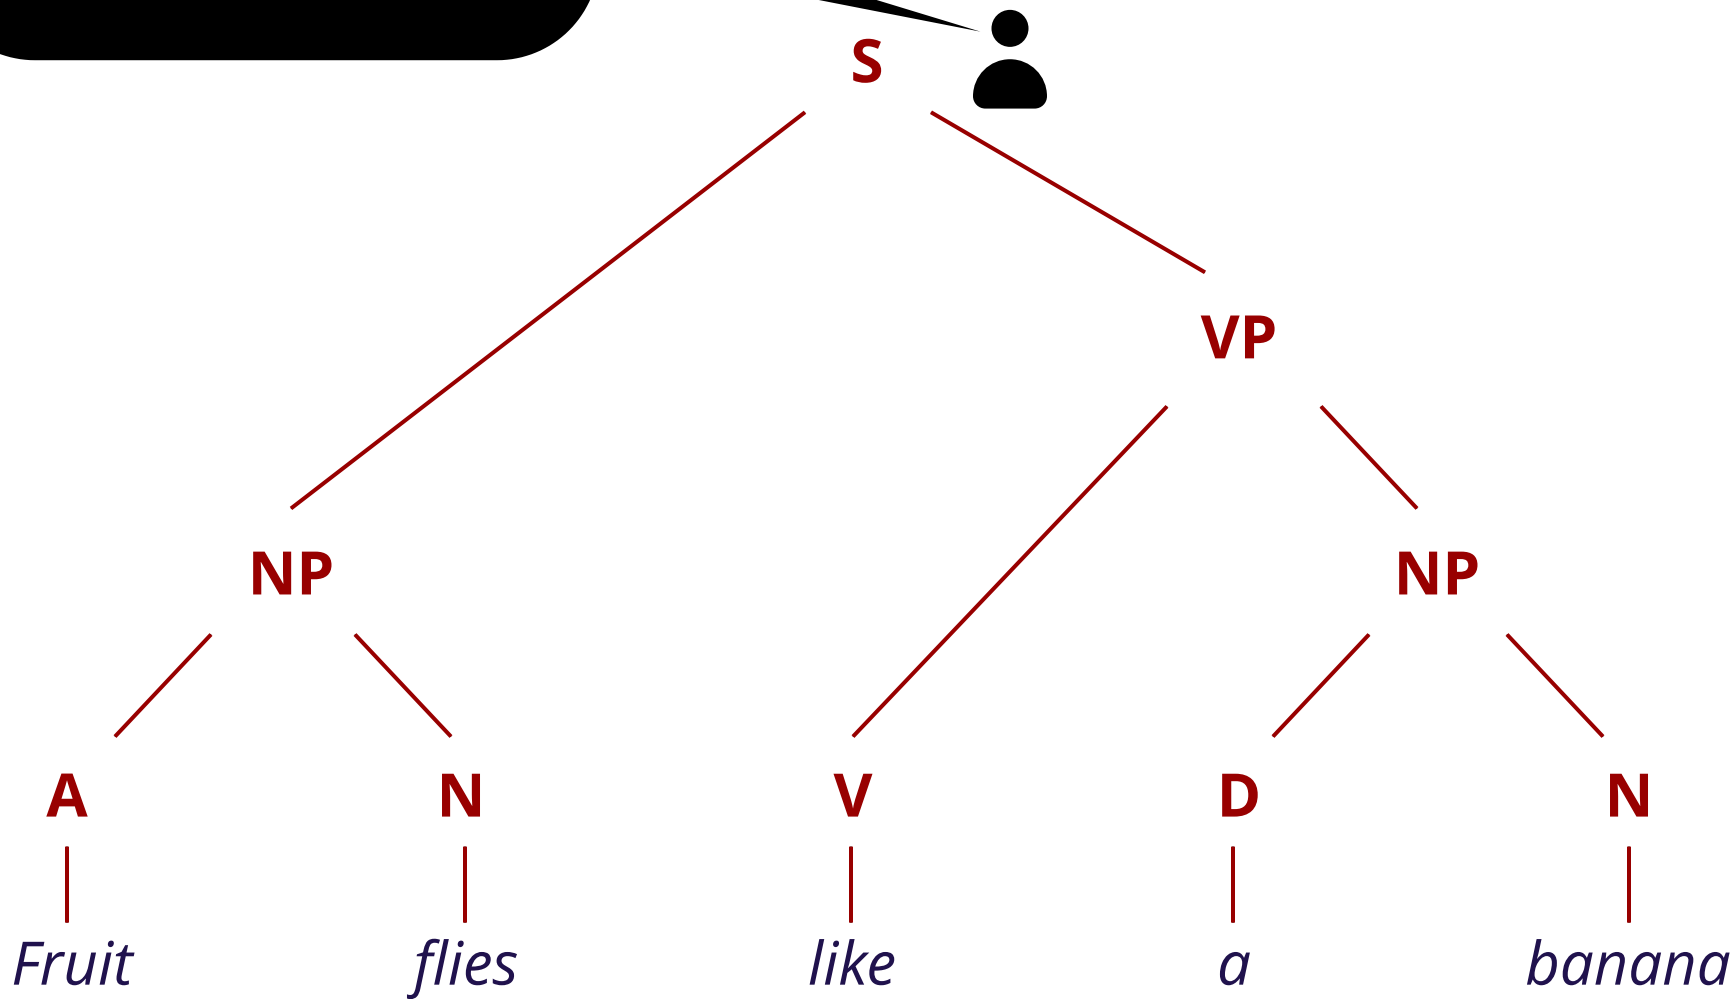 S
VP
NP NP
A N V D N
Fruit flies like a banana